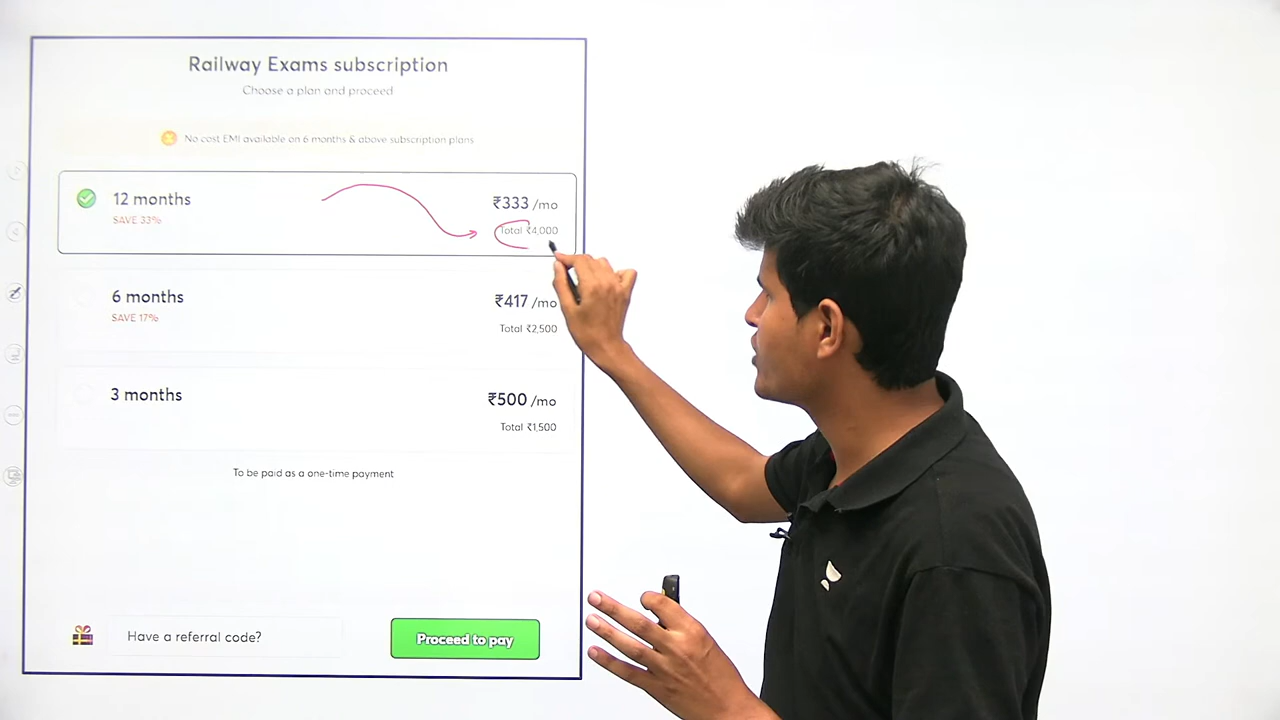 Railway Exams subscription
Choose a plan and proceed
No cost EMI available on 6 months & above subscription plans
12 months
₹333 /mo
SAVE 33%
Total ₹4,000
6 months
₹417 /mo
SAVE 17%
Total ₹2,500
3 months
₹500 /mo
Total ₹1,500
To be paid as a one-time payment
Have a referral code?
Proceed to pay